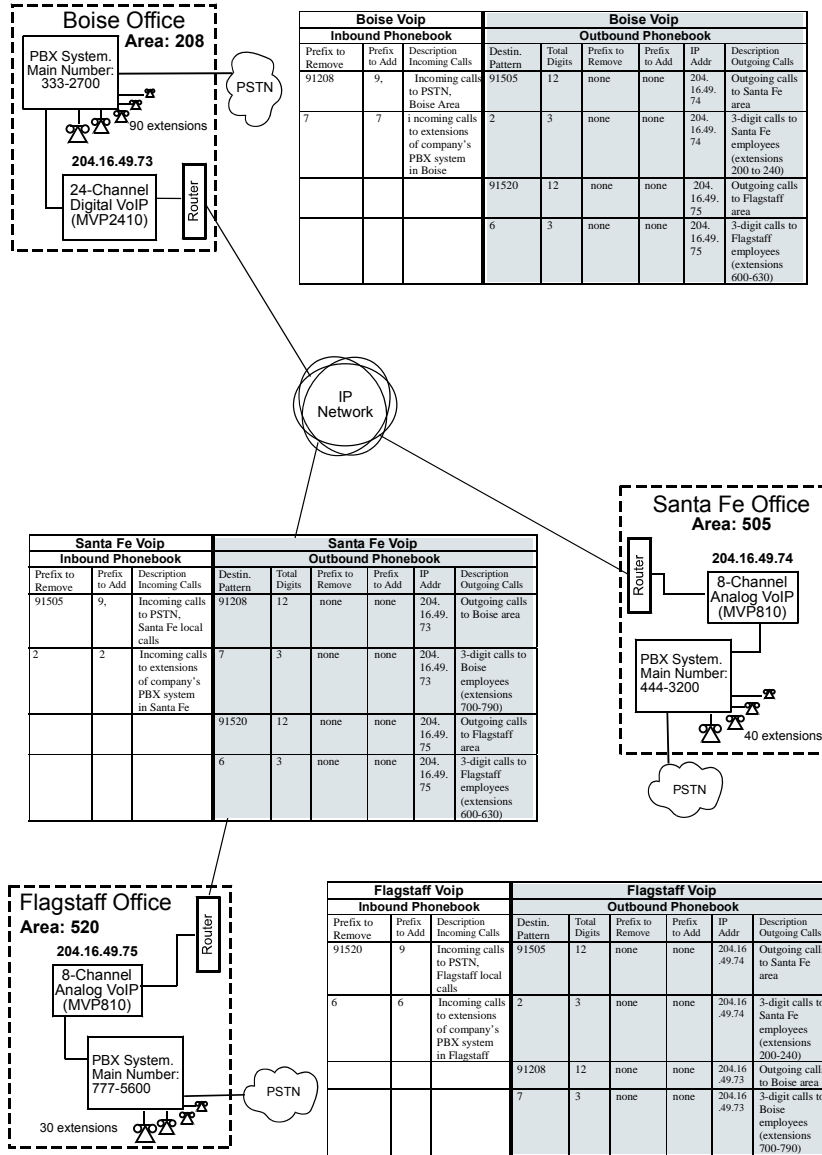 Boise Office
Area: 208
PBX System.
Main Number:
333-2700
90 extensions
PSTN
204.16.49.73
24-Channel
Digital VoIP
(MVP2410)
Router
Boise Voip Boise Voip
Inbound Phonebook Outbound Phonebook
Prefix to Remove Prefix to Add Description Incoming Calls Destin. Pattern Total Digits Prefix to Remove Prefix to Add IP Addr Description Outgoing Calls
91208 9, Incoming calls to PSTN, Boise Area 91505 12 none none 204. 16.49. 74 Outgoing calls to Santa Fe area
7 7 i ncoming calls to extensions of company's PBX system in Boise 2 3 none none 204. 16.49. 74 3-digit calls to Santa Fe employees (extensions 200 to 240)
91520 12 none none 204. 16.49. 75 Outgoing calls to Flagstaff area
6 3 none none 204. 16.49. 75 3-digit calls to Flagstaff employees (extensions 600-630)
IP
Network
Santa Fe Office
Area: 505
204.16.49.74
Router
8-Channel
Analog VoIP
(MVP810)
PBX System.
Main Number:
444-3200
40 extensions
PSTN
Santa Fe Voip Santa Fe Voip
Inbound Phonebook Outbound Phonebook
Prefix to Remove Prefix to Add Description Incoming Calls Destin. Pattern Total Digits Prefix to Remove Prefix to Add IP Addr Description Outgoing Calls
91505 9, Incoming calls to PSTN, Santa Fe local calls 91208 12 none none 204. 16.49. 73 Outgoing calls to Boise area
2 2 Incoming calls to extensions of company's PBX system in Santa Fe 7 3 none none 204. 16.49. 73 3-digit calls to Boise employees (extensions 700-790)
91520 12 none none 204. 16.49. 75 Outgoing calls to Flagstaff area
6 3 none none 204. 16.49. 75 3-digit calls to Flagstaff employees (extensions 600-630)
Flagstaff Office
Area: 520
204.16.49.75
Router
8-Channel
Analog VoIP
(MVP810)
PBX System.
Main Number:
777-5600
30 extensions
PSTN
Flagstaff Voip Flagstaff Voip
Inbound Phonebook Outbound Phonebook
Prefix to Remove Prefix to Add Description Incoming Calls Destin. Pattern Total Digits Prefix to Remove Prefix to Add IP Addr Description Outgoing Calls
91520 9 Incoming calls to PSTN, Flagstaff local calls 91505 12 none none 204.16 .49.74 Outgoing calls to Santa Fe area
6 6 Incoming calls to extensions of company's PBX system in Flagstaff 2 3 none none 204.16 .49.74 3-digit calls to Santa Fe employees (extensions 200-240)
91208 12 none none 204.16 .49.73 Outgoing calls to Boise area
7 3 none none 204.16 .49.73 3-digit calls to Boise employees (extensions 700-790)